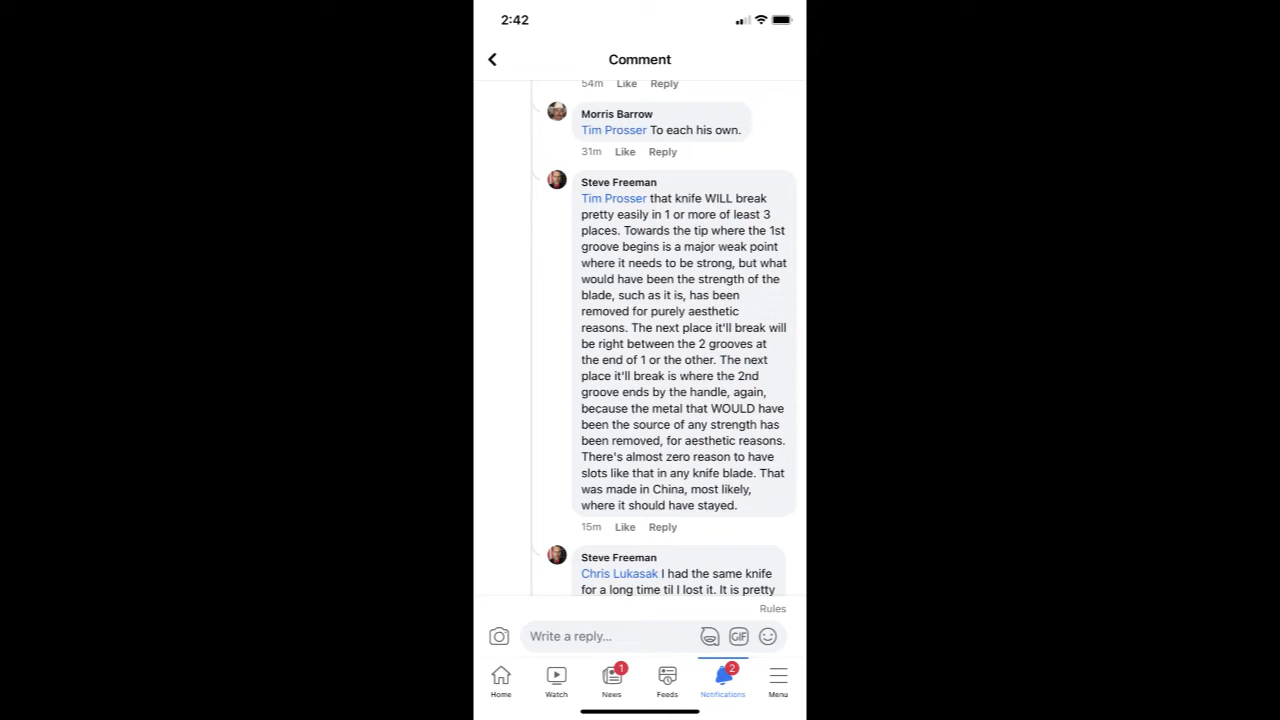 2:42
Comment
54m Like Reply
Morris Barrow
Tim Prosser To each his own.
31m Like Reply
Steve Freeman
Tim Prosser that knife WILL break
pretty easily in 1 or more of least 3
places. Towards the tip where the 1st
groove begins is a major weak point
where it needs to be strong, but what
would have been the strength of the
blade, such as it is, has been
removed for purely aesthetic
reasons. The next place it'll break will
be right between the 2 grooves at
the end of 1 or the other. The next
place it'll break is where the 2nd
groove ends by the handle, again,
because the metal that WOULD have
been the source of any strength has
been removed, for aesthetic reasons.
There's almost zero reason to have
slots like that in any knife blade. That
was made in China, most likely,
where it should have stayed.
15m Like Reply
Steve Freeman
Chris Lukasak I had the same knife
for a long time til I lost it. It is pretty
Rules
Write a reply...
GIF
1
2
Home Watch News Feeds Notifications Menu